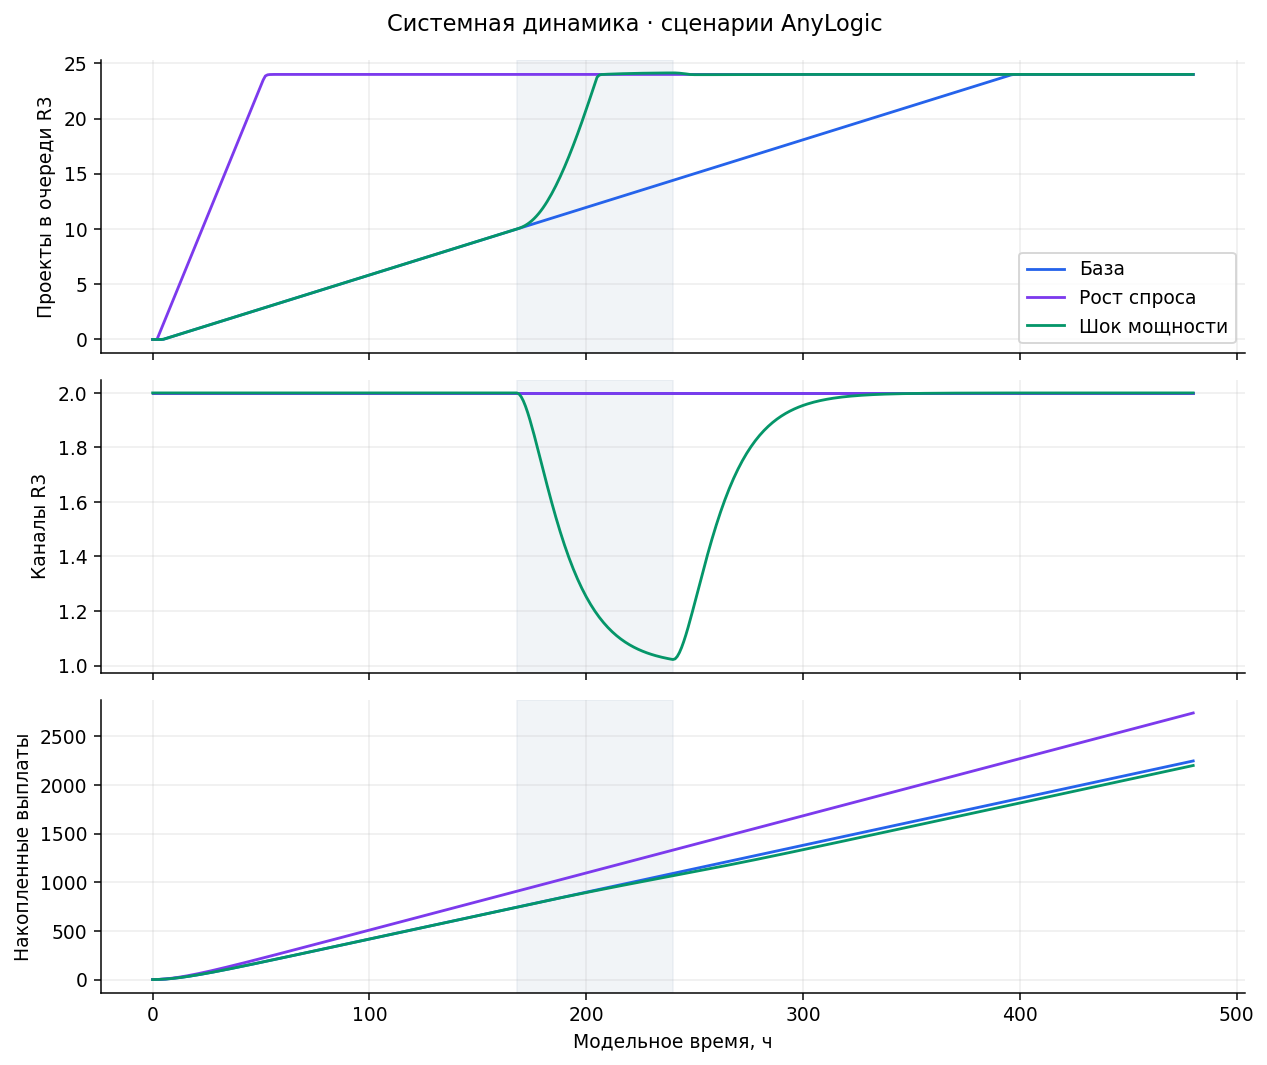 Системная динамика · сценарии AnyLogic
Проекты в очереди R3
25
20
15
10
5
0
База
Рост спроса
Шок мощности
Каналы R3
2.0
1.8
1.6
1.4
1.2
1.0
Накопленные выплаты
2500
2000
1500
1000
500
0
0 100 200 300 400 500
Модельное время, ч